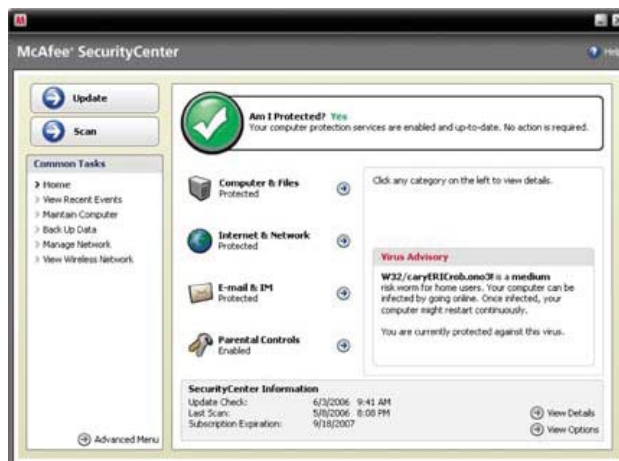 McAfee® SecurityCenter
Help
Update
Scan
Common Tasks
Home
View Recent Events
Maintain Computer
Back Up Data
Manage Network
View Wireless Network
Advanced Menu
Am I Protected? Yes
Your computer protection services are enabled and up-to-date. No action is required.
Computer & Files
Protected
Internet & Network
Protected
E-mail & IM
Protected
Parental Controls
Enabled
Click any category on the left to view details.
Virus Advisory
is a medium
risk worm for home users. Your computer can be
infected by going online. Once infected, your
computer might restart continuously.
You are currently protected against this virus.
SecurityCenter Information
Update Check: 6/3/2006 9:41 AM
Last Scan: 5/8/2006 8:08 PM
Subscription Expiration: 9/18/2007
View Details
View Options